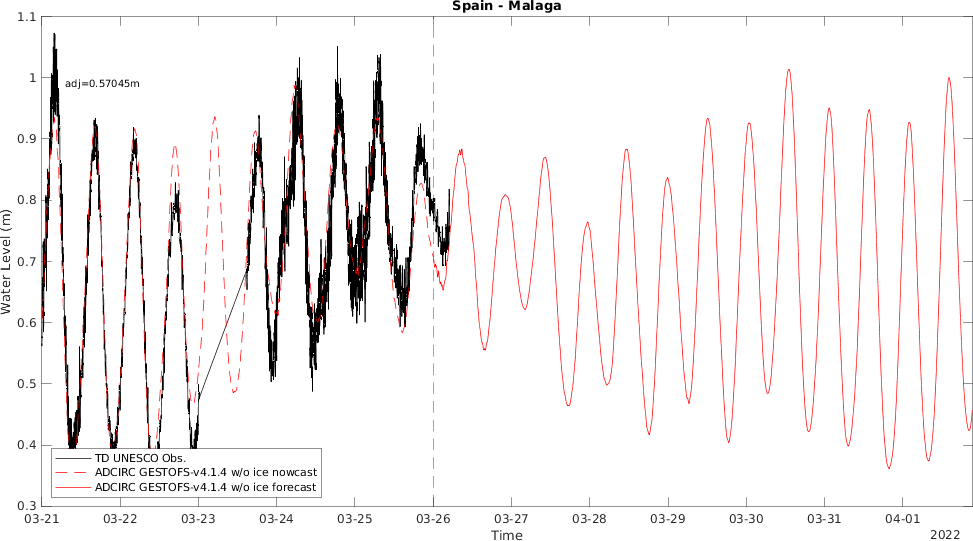 Spain - Malaga
1.1
1
0.9
0.8
0.7
0.6
0.5
0.4
0.3
Water Level (m)
adj=0.57045m
TD UNESCO Obs.
ADCIRC GESTOFS-v4.1.4 w/o ice nowcast
ADCIRC GESTOFS-v4.1.4 w/o ice forecast
03-21 03-22 03-23 03-24 03-25 03-26 03-27 03-28 03-29 03-30 03-31 04-01
Time
2022